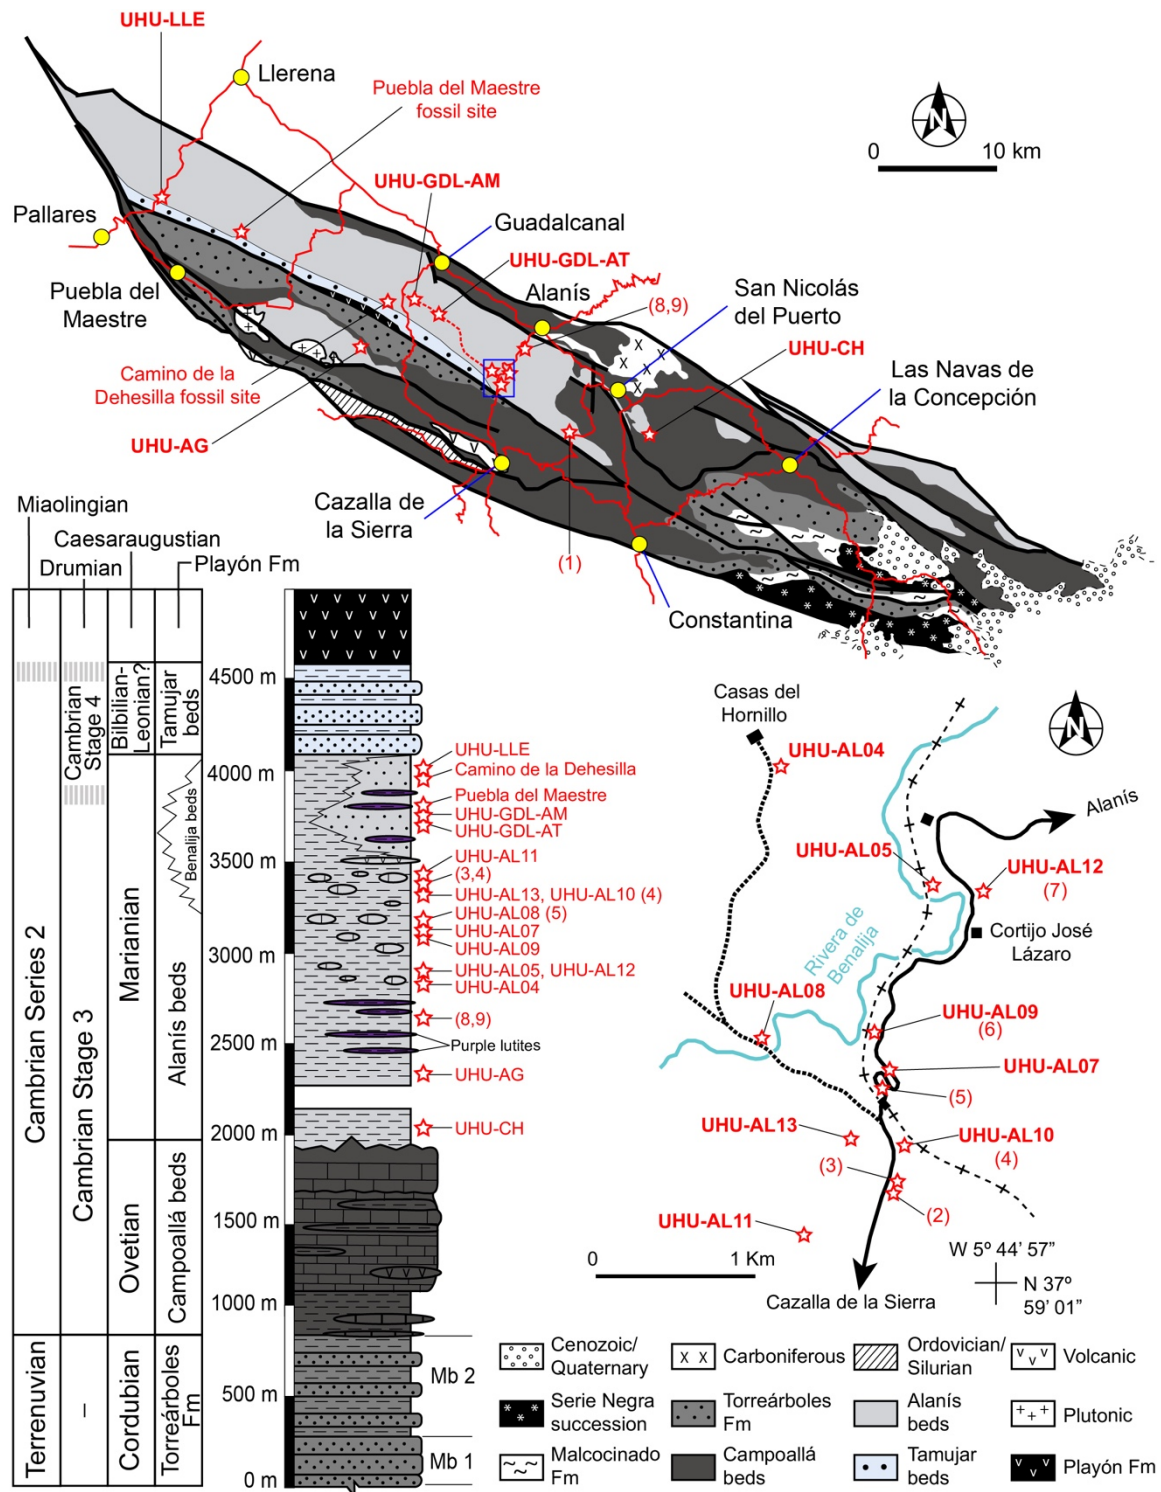 UHU-LLE
Llerena
Puebla del Maestre
fossil site
N
0
10 km
UHU-GDL-AM
Pallares
Guadalcanal
UHU-GDL-AT
Alanís
(8,9)
San Nicolás
del Puerto
Puebla del
Maestre
UHU-CH
Las Navas de
la Concepción
Camino de la
Dehesilla fossil site
UHU-AG
Cazalla de
la Sierra
(1)
Constantina
Miaolingian
Caesaraugustian
Drumian
Playón Fm
Cambrian Series 2
Terrenuvian
Cambrian
Stage 4
Cambrian Stage 3
–
Bilbilian-
Leonian?
Marianian
Ovetian
Cordubian
Tamujar
beds
Benalija beds
Alanís beds
Campoallá beds
Torreárboles
Fm
4500 m
4000 m
3500 m
3000 m
2500 m
2000 m
1500 m
1000 m
500 m
0 m
UHU-LLE
Camino de la Dehesilla
Puebla del Maestre
UHU-GDL-AM
UHU-GDL-AT
UHU-AL11
(3,4)
UHU-AL13, UHU-AL10 (4)
UHU-AL08 (5)
UHU-AL07
UHU-AL09
UHU-AL05, UHU-AL12
UHU-AL04
(8,9)
Purple lutites
UHU-AG
UHU-CH
Mb 2
Mb 1
Casas del
Hornillo
UHU-AL04
N
Alanís
UHU-AL05
UHU-AL12
(7)
Cortijo José
Lázaro
Rivera de
Benalija
UHU-AL08
UHU-AL09
(6)
UHU-AL07
(5)
UHU-AL13
UHU-AL10
(4)
(3)
(2)
UHU-AL11
0
1 Km
W 5º 44' 57"
N 37º
59' 01"
Cazalla de la Sierra
Cenozoic/
Quaternary
Carboniferous
Ordovician/
Silurian
Volcanic
Serie Negra
succession
Torreárboles
Fm
Alanís
beds
Plutonic
Malcocinado
Fm
Campoallá
beds
Tamujar
beds
Playón Fm